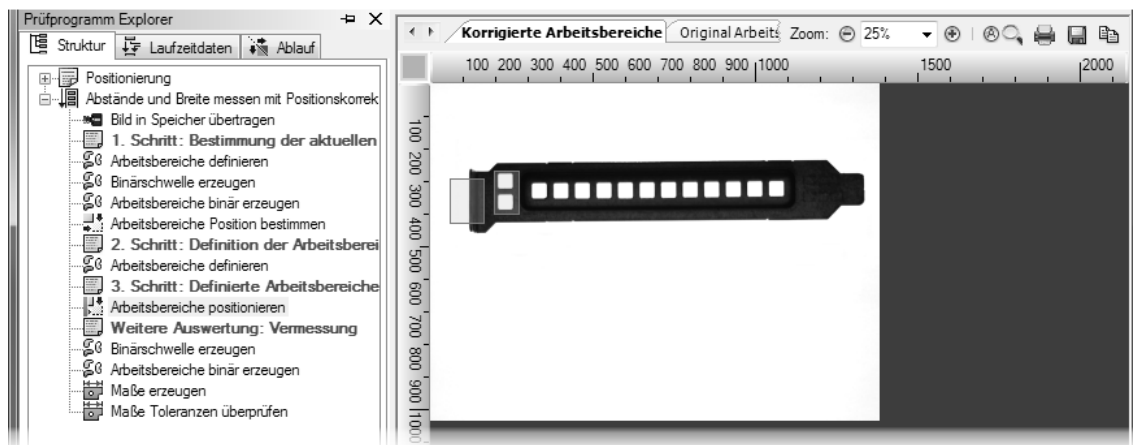 Prüfprogramm Explorer
Struktur Laufzeitdaten Ablauf
Positionierung
Abstände und Breite messen mit Positionskorrek
Bild in Speicher übertragen
1. Schritt: Bestimmung der aktuellen
Arbeitsbereiche definieren
Binärschwelle erzeugen
Arbeitsbereiche binär erzeugen
Arbeitsbereiche Position bestimmen
2. Schritt: Definition der Arbeitsberei
Arbeitsbereiche definieren
3. Schritt: Definierte Arbeitsbereiche
Arbeitsbereiche positionieren
Weitere Auswertung: Vermessung
Binärschwelle erzeugen
Arbeitsbereiche binär erzeugen
Maße erzeugen
Maße Toleranzen überprüfen
Korrigierte Arbeitsbereiche Original Arbeits Zoom: 25%
100 200 300 400 500 600 700 800 900 1000 1500 2000
100
200
300
400
500
600
700
800
900
1000